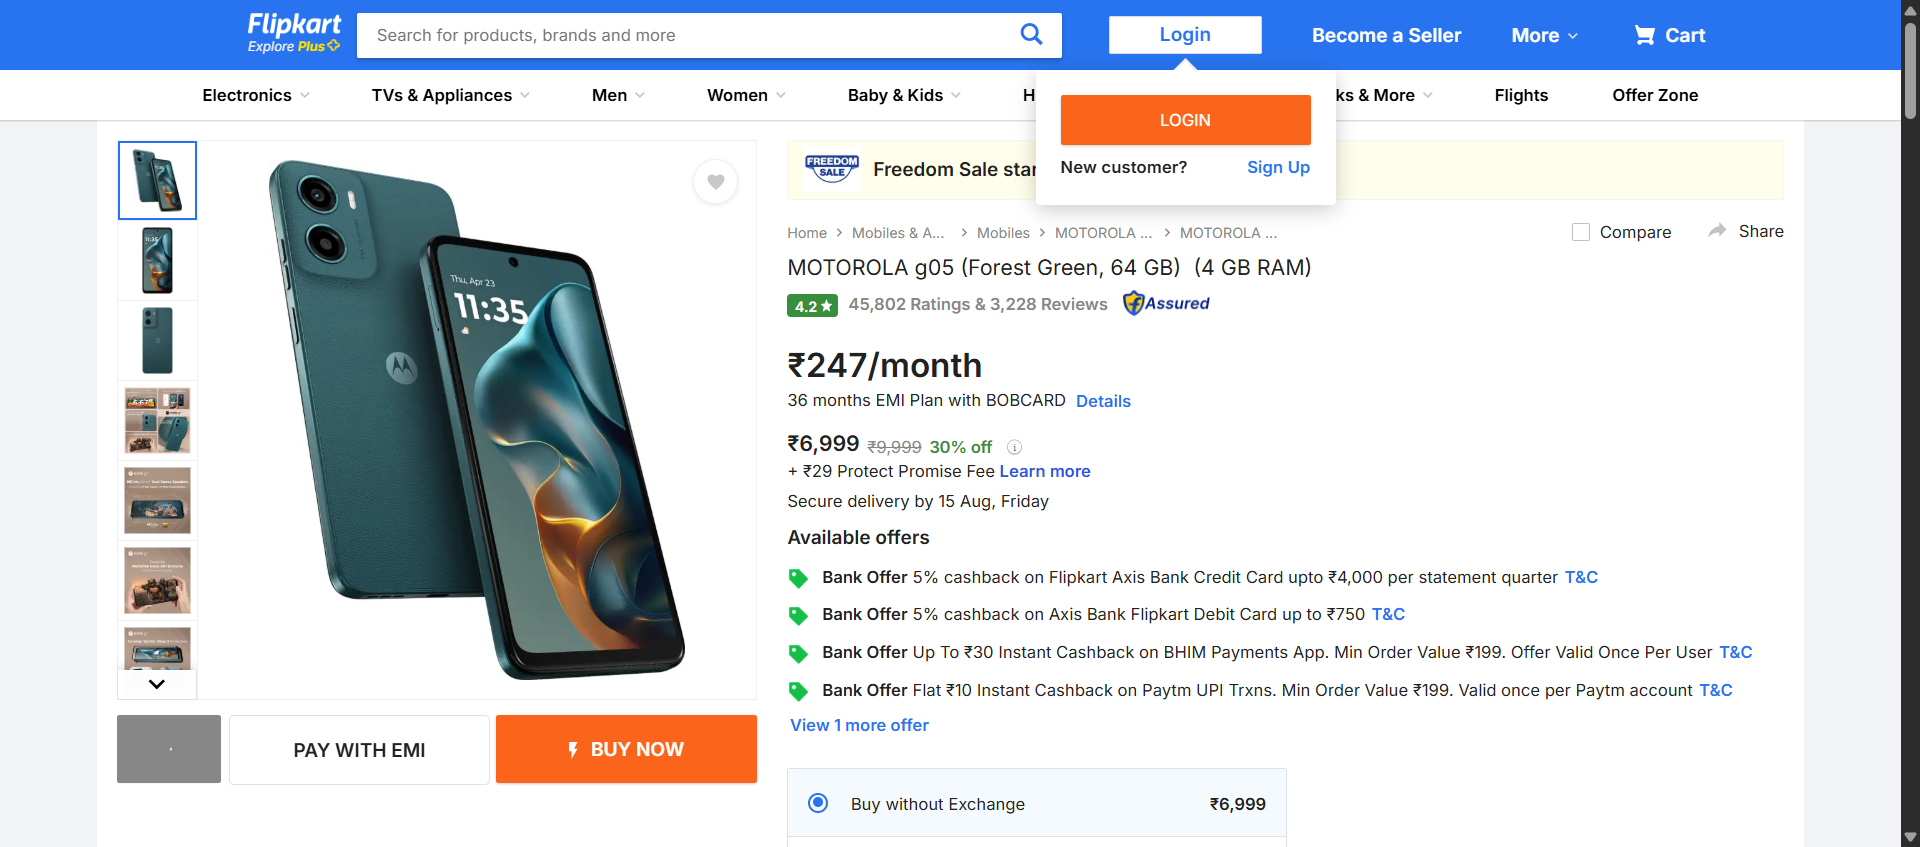 Flipkart
Explore Plus
Search for products, brands and more
Login
Become a Seller
More
Cart
Electronics
TVs & Appliances
Men
Women
Baby & Kids
H
ks & More
Flights
Offer Zone
LOGIN
New customer?
Sign Up
FREEDOM
SALE
Freedom Sale star
Home
Mobiles & A...
Mobiles
MOTOROLA ...
MOTOROLA ...
Compare
Share
MOTOROLA g05 (Forest Green, 64 GB)  (4 GB RAM)
4.2
45,802 Ratings & 3,228 Reviews
Assured
₹247/month
36 months EMI Plan with BOBCARD Details
₹6,999 ₹9,999 30% off
+ ₹29 Protect Promise Fee Learn more
Secure delivery by 15 Aug, Friday
Available offers
Bank Offer 5% cashback on Flipkart Axis Bank Credit Card upto ₹4,000 per statement quarter T&C
Bank Offer 5% cashback on Axis Bank Flipkart Debit Card up to ₹750 T&C
Bank Offer Up To ₹30 Instant Cashback on BHIM Payments App. Min Order Value ₹199. Offer Valid Once Per User T&C
Bank Offer Flat ₹10 Instant Cashback on Paytm UPI Trxns. Min Order Value ₹199. Valid once per Paytm account T&C
View 1 more offer
Buy without Exchange
₹6,999
Thu, Apr 23
11:35
PAY WITH EMI
BUY NOW